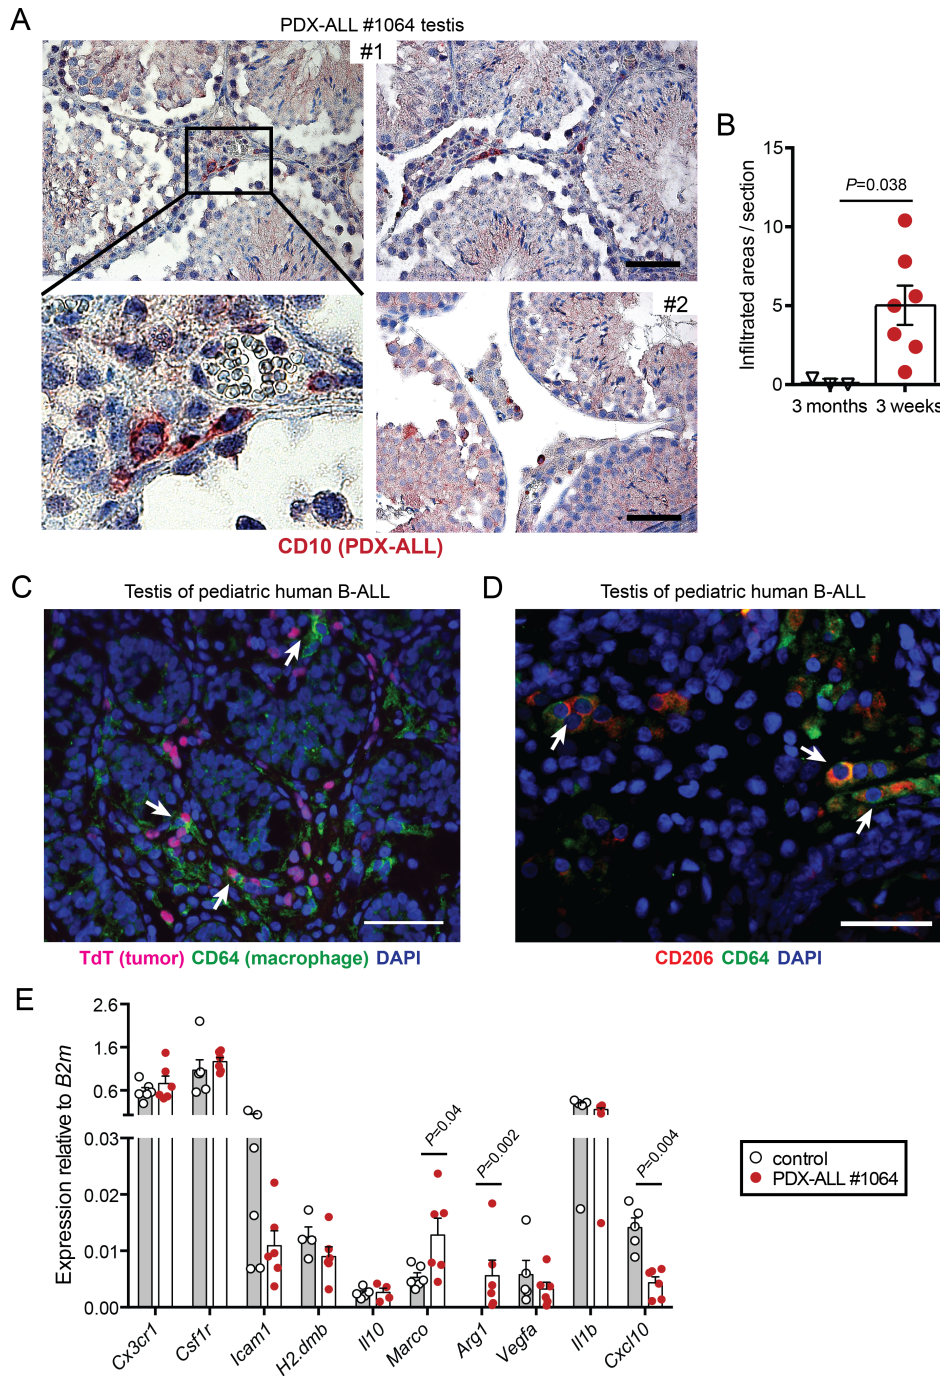 A
PDX-ALL #1064 testis
#1
#2
CD10 (PDX-ALL)
B
Infiltrated areas / section
15
10
5
0
P=0.038
3 months
3 weeks
C
Testis of pediatric human B-ALL
TdT (tumor) CD64 (macrophage) DAPI
D
Testis of pediatric human B-ALL
CD206 CD64 DAPI
E
Expression relative to B2m
2.6
1.6
0.6
0.03
0.02
0.01
0.00
P=0.04
P=0.002
P=0.004
Cx3cr1
Csf1r
Icam1
H2.dmb
Il10
Marco
Arg1
Vegfa
Il1b
Cxcl10
control
PDX-ALL #1064